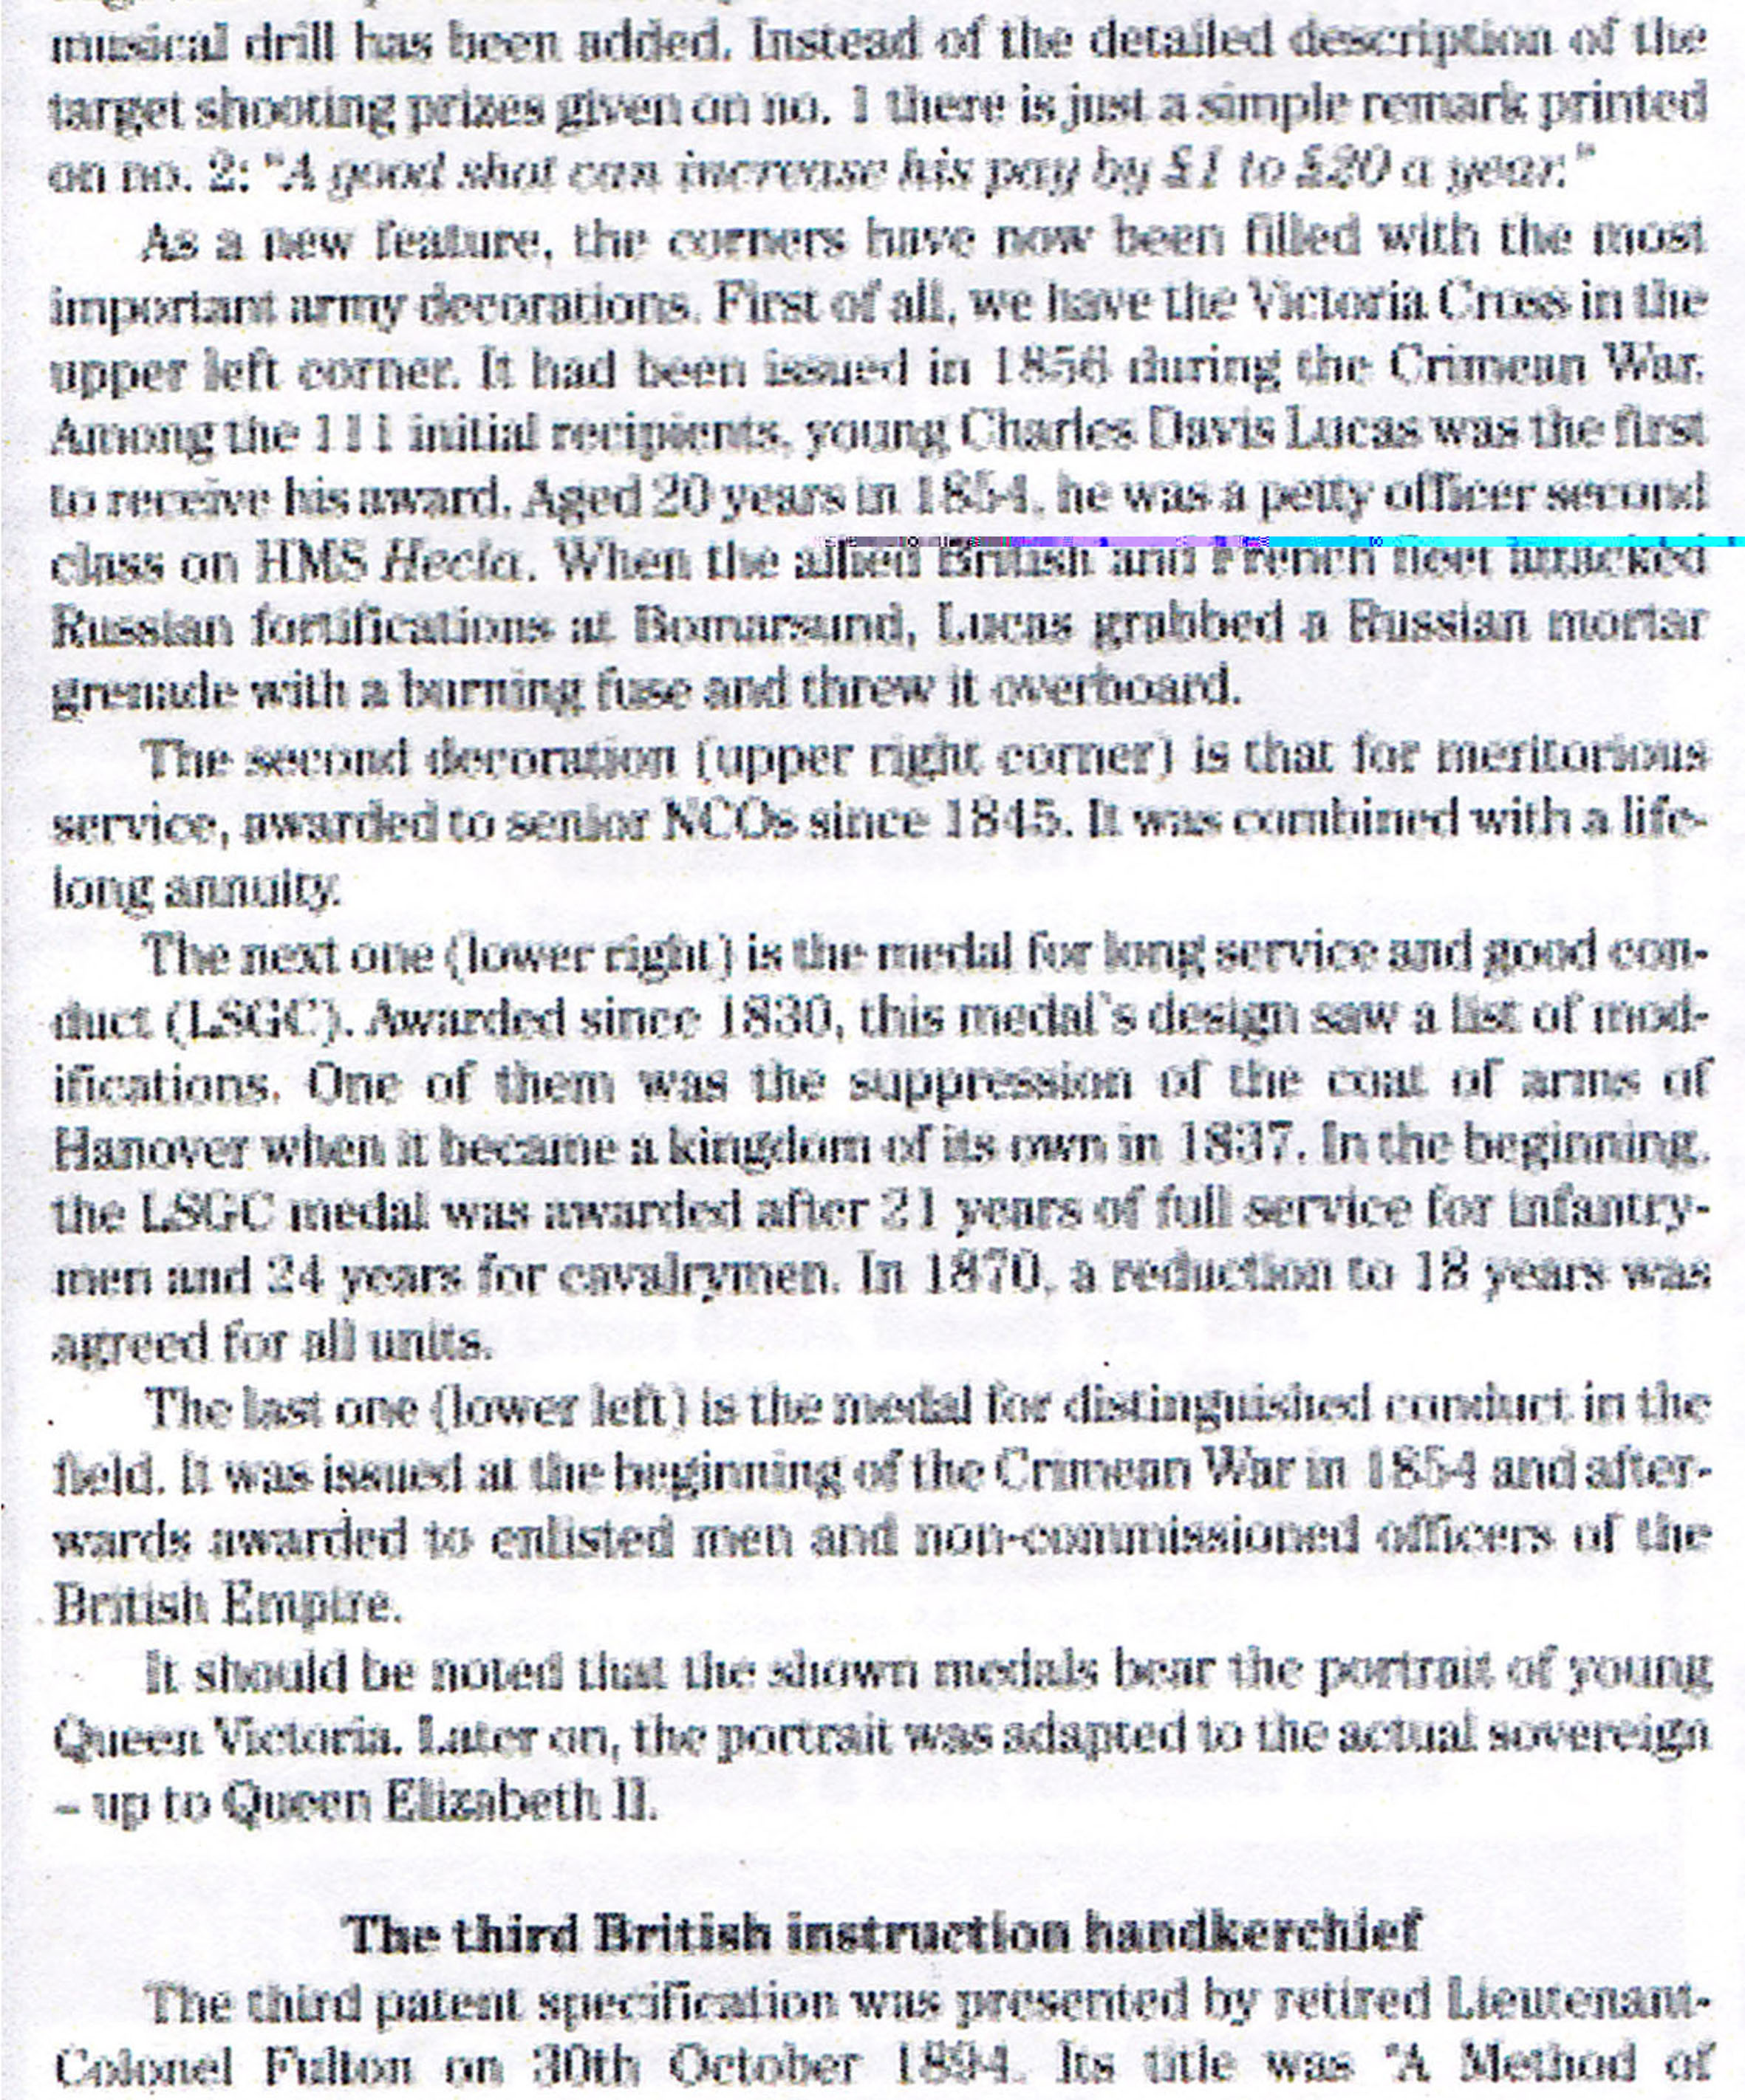 musical drill has been added. Instead of the detailed description of the
target shooting prizes given on no. 1 there is just a simple remark printed
on no. 2: "A good shot can increase his pay by £1 to £20 a year."
As a new feature, the corners have now been filled with the most
important army decorations. First of all, we have the Victoria Cross in the
upper left corner. It had been issued in 1856 during the Crimean War.
Among the 111 initial recipients, young Charles Davis Lucas was the first
to receive his award. Aged 20 years in 1854, he was a petty officer second
class on HMS Hecla. When the allied British and French fleet attacked
Russian fortifications at Bomarsund, Lucas grabbed a Russian mortar
grenade with a burning fuse and threw it overboard.
The second decoration (upper right corner) is that for meritorious
service, awarded to senior NCOs since 1845. It was combined with a life-
long annuity.
The next one (lower right) is the medal for long service and good con-
duct (LSGC). Awarded since 1830, this medal's design saw a list of mod-
ifications. One of them was the suppression of the coat of arms of
Hanover when it became a kingdom of its own in 1837. In the beginning,
the LSGC medal was awarded after 21 years of full service for infantry-
men and 24 years for cavalrymen. In 1870, a reduction to 18 years was
agreed for all units.
The last one (lower left) is the medal for distinguished conduct in the
field. It was issued at the beginning of the Crimean War in 1854 and after-
wards awarded to enlisted men and non-commissioned officers of the
British Empire.
It should be noted that the shown medals bear the portrait of young
Queen Victoria. Later on, the portrait was adapted to the actual sovereign
– up to Queen Elizabeth II.
The third British instruction handkerchief
The third patent specification was presented by retired Lieutenant-
Colonel Fulton on 30th October 1894. Its title was "A Method of